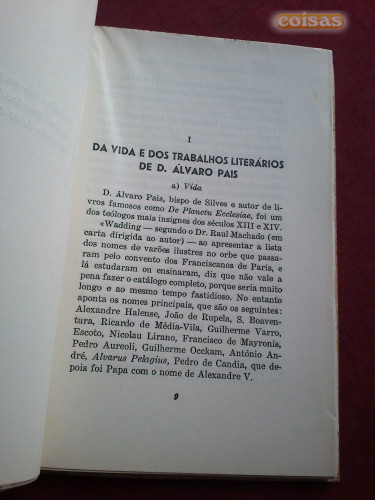 coisas
I
DA VIDA E DOS TRABALHOS LITERÁRIOS
DE D. ÁLVARO PAIS
a) Vida
D. Álvaro Pais, bispo de Silves e autor de li-
vros famosos como De Planctu Ecclesiae, foi um
dos teólogos mais insignes dos séculos XIII e XIV.
«Wadding — segundo o Dr. Raul Machado (em
carta dirigida ao autor) — ao apresentar a lista
dos nomes de varões ilustres no orbe que passa-
ram pelo convento dos Franciscanos de Paris, e
lá estudaram ou ensinaram, diz que não vale a
pena fazer o catálogo completo, porque seria muito
longo e ao mesmo tempo fastidioso. No entanto
aponta os nomes principais, que são os seguintes:
Alexandre Halense, João de Rupela, S. Boaven-
tura, Ricardo de Média-Vila, Guilherme Varro,
Escoto, Nicolau Lirano, Francisco de Mayronis,
Pedro Aureoli, Guilherme Occkam, António An-
dré, Alvarus Pelagius, Pedro de Candia, que de-
pois foi Papa com o nome de Alexandre V.
9